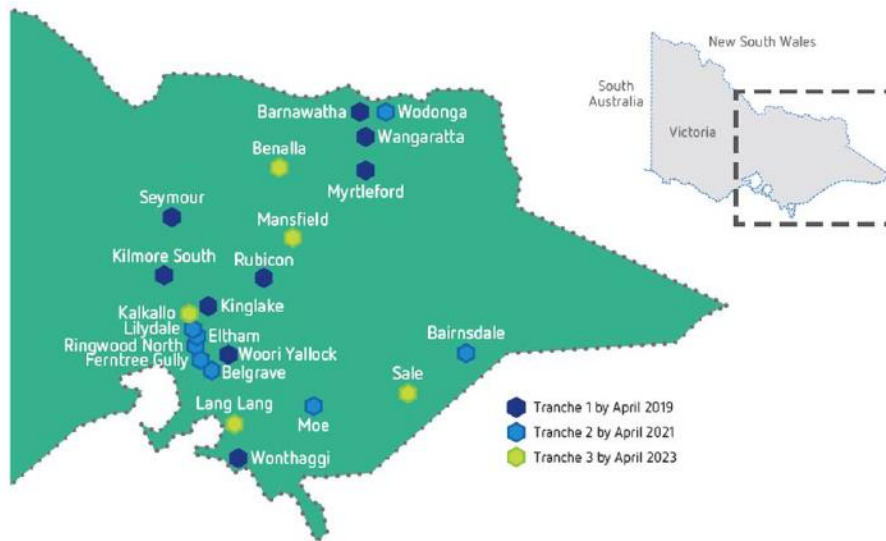 New South Wales
South
Australia
Victoria
Barnawatha
Wodonga
Wangaratta
Benalla
Myrtleford
Seymour
Mansfield
Kilmore South
Rubicon
Kinglake
Kalkallo
Lilydale
Eltham
Ringwood North
Woori Yallock
Ferntree Gully
Belgrave
Bairnsdale
Sale
Lang Lang
Moe
Wonthaggi
Tranche 1 by April 2019
Tranche 2 by April 2021
Tranche 3 by April 2023